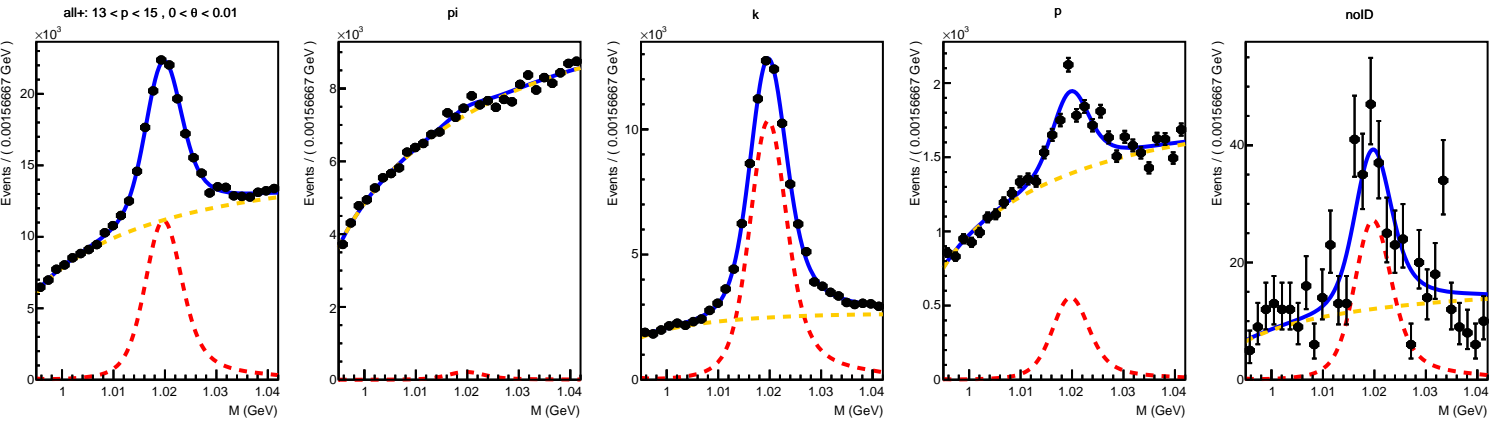 all+: 13 < p < 15 , 0 < θ < 0.01
×10³
Events / ( 0.00156667 GeV )
20
15
10
5
0
1 1.01 1.02 1.03 1.04
M (GeV)
pi
×10³
Events / ( 0.00156667 GeV )
8
6
4
2
0
1 1.01 1.02 1.03 1.04
M (GeV)
k
Events / ( 0.00156667 GeV )
10
5
0
1 1.01 1.02 1.03 1.04
M (GeV)
p
×10³
Events / ( 0.00156667 GeV )
2
1.5
1
0.5
0
1 1.01 1.02 1.03 1.04
M (GeV)
noID
Events / ( 0.00156667 GeV )
40
20
0
1 1.01 1.02 1.03 1.04
M (GeV)